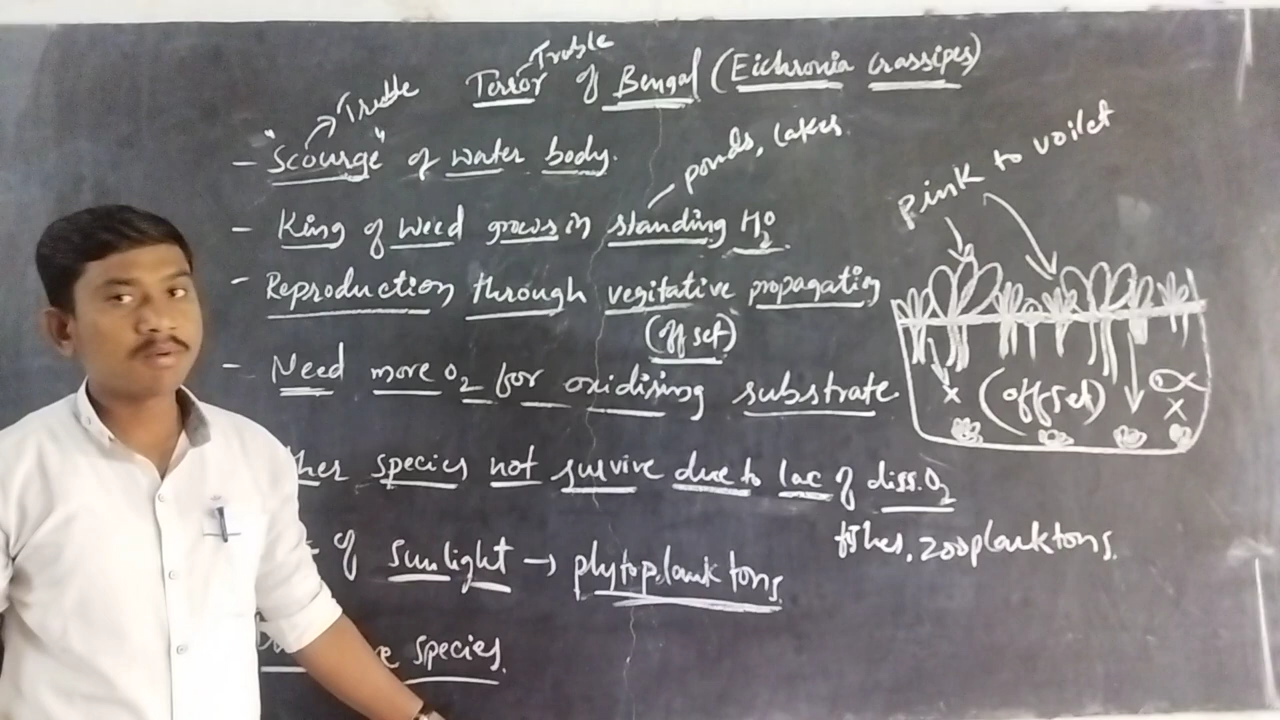 Truble
Terror of Bengal (Eichronia crassipes)
Truble
- "Scourge" of water body.
ponds, lakes
- King of weed grows in standing H2O
- Reproduction through vegitative propagation
(offset)
- Need more O2 for oxidising substrate
species not survive due to lac of diss. O2
fishes, zooplanktons.
of sunlight → phytoplanktons
species.
pink to voilet
x (offset) x